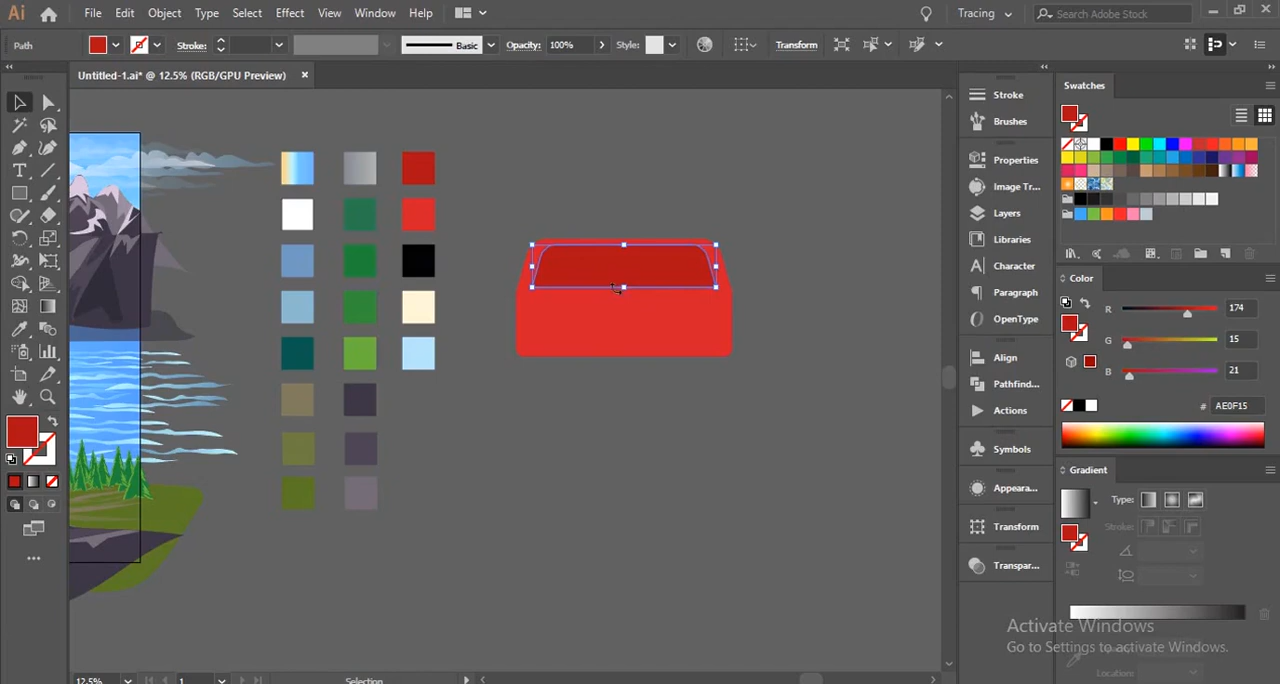 Ai File Edit Object Type Select Effect View Window Help Tracing Search Adobe Stock
Path Stroke: Basic Opacity: 100% Style: Transform
Untitled-1.ai* @ 12.5% (RGB/GPU Preview) ×
Swatches
Stroke
Brushes
Properties
Image Tr...
Layers
Libraries
Character
Paragraph
OpenType
Align
Pathfind...
Actions
Symbols
Appeara...
Transform
Transpar...
Color
R 174
G 15
B 21
# AE0F15
Gradient
Type:
Strokes:
Location:
Activate Windows
Go to Settings to activate Windows.
12.5% 1 Selection